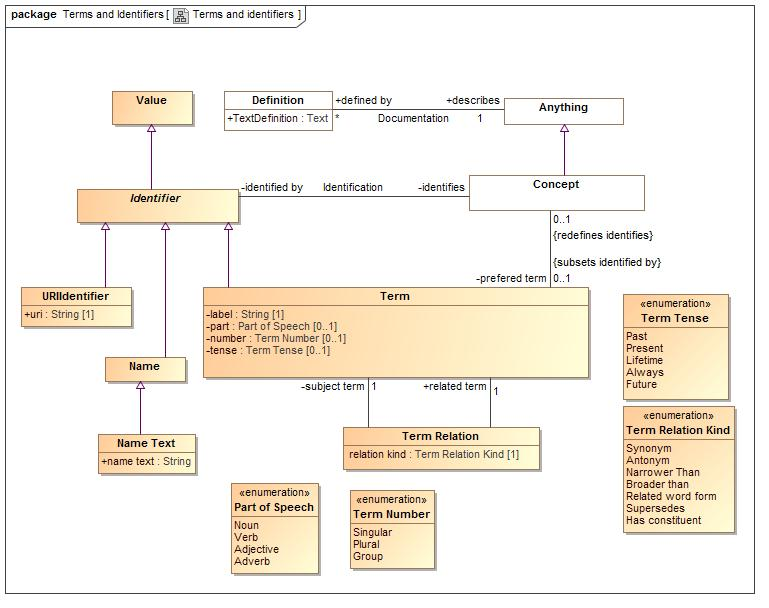 package Terms and Identifiers [ Terms and identifiers ]
Value
Definition
+TextDefinition : Text
+defined by
+describes
*
Documentation
1
Anything
Identifier
-identified by
Identification
-identifies
Concept
0..1
{redefines identifies}
{subsets identified by}
-prefered term
0..1
URIIdentifier
+uri : String [1]
Term
-label : String [1]
-part : Part of Speech [0..1]
-number : Term Number [0..1]
-tense : Term Tense [0..1]
«enumeration»
Term Tense
Past
Present
Lifetime
Always
Future
Name
-subject term
1
+related term
1
Name Text
+name text : String
Term Relation
relation kind : Term Relation Kind [1]
«enumeration»
Term Relation Kind
Synonym
Antonym
Narrower Than
Broader than
Related word form
Supersedes
Has constituent
«enumeration»
Part of Speech
Noun
Verb
Adjective
Adverb
«enumeration»
Term Number
Singular
Plural
Group